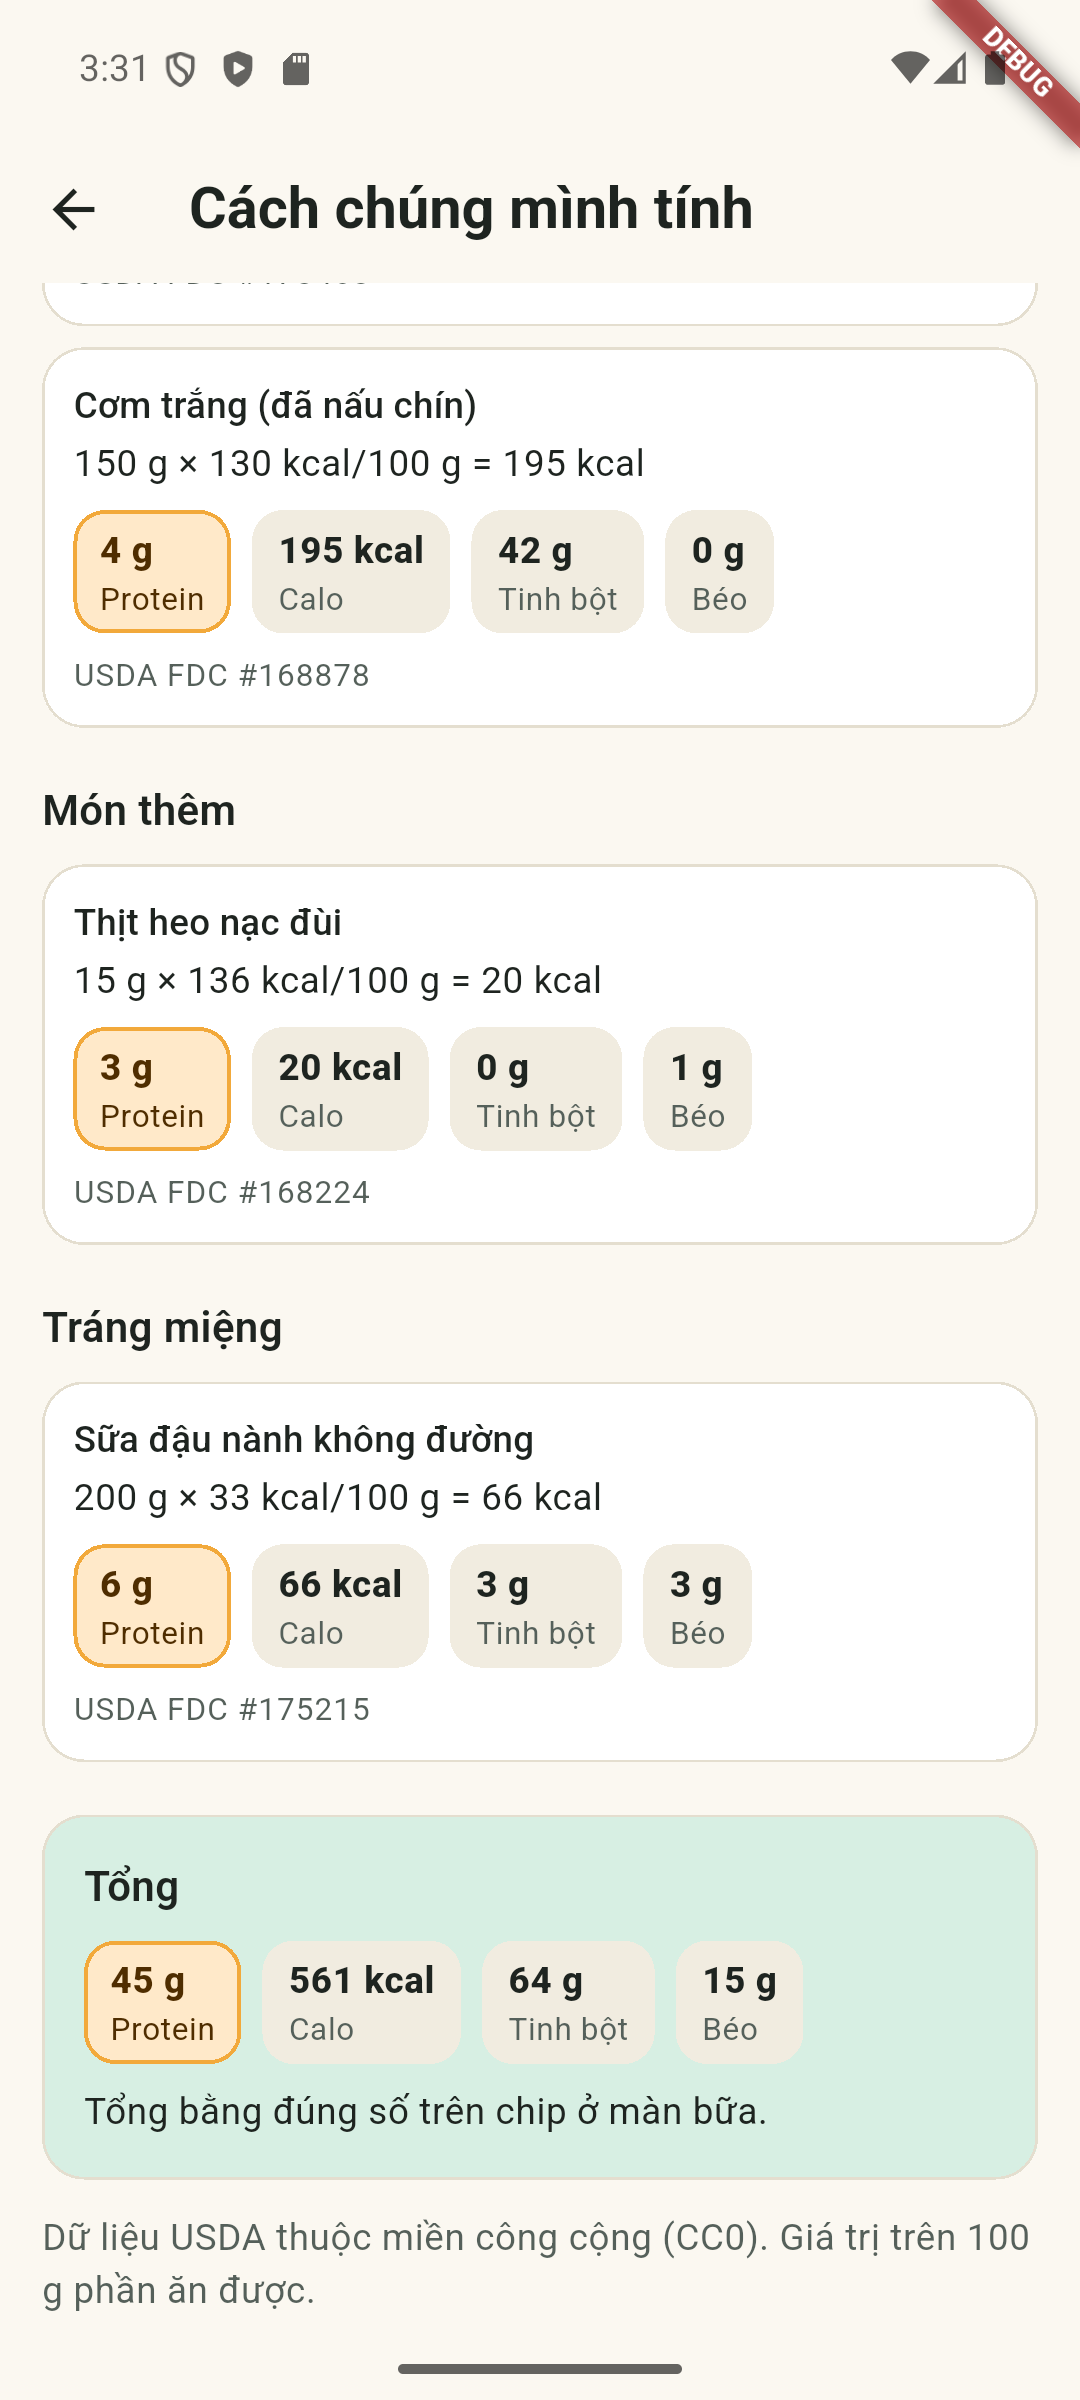 3:31
DEBUG
Cách chúng mình tính
Cơm trắng (đã nấu chín)
150 g × 130 kcal/100 g = 195 kcal
4 g 195 kcal 42 g 0 g
Protein Calo Tinh bột Béo
USDA FDC #168878
Món thêm
Thịt heo nạc đùi
15 g × 136 kcal/100 g = 20 kcal
3 g 20 kcal 0 g 1 g
Protein Calo Tinh bột Béo
USDA FDC #168224
Tráng miệng
Sữa đậu nành không đường
200 g × 33 kcal/100 g = 66 kcal
6 g 66 kcal 3 g 3 g
Protein Calo Tinh bột Béo
USDA FDC #175215
Tổng
45 g 561 kcal 64 g 15 g
Protein Calo Tinh bột Béo
Tổng bằng đúng số trên chip ở màn bữa.
Dữ liệu USDA thuộc miền công cộng (CC0). Giá trị trên 100
g phần ăn được.